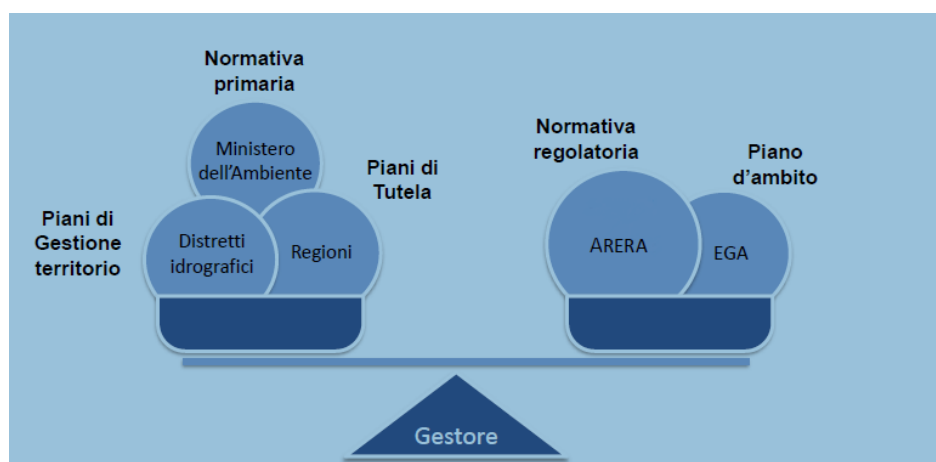 Normativa
primaria
Ministero
dell'Ambiente
Piani di
Tutela
Piani di
Gestione
territorio
Distretti
idrografici
Regioni
Normativa
regolatoria
Piano
d'ambito
ARERA
EGA
Gestore